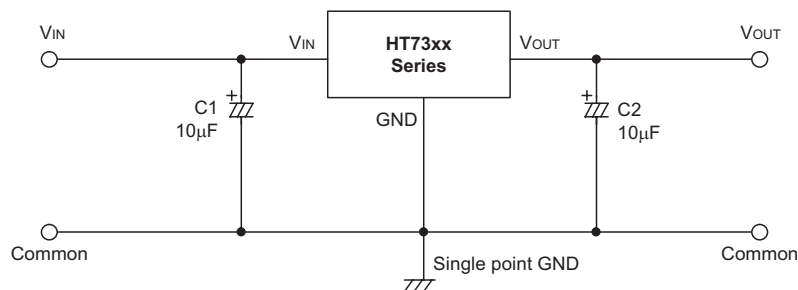 VIN
VIN
HT73xx
Series
VOUT
VOUT
C1
10μF
GND
C2
10μF
Common
Single point GND
Common